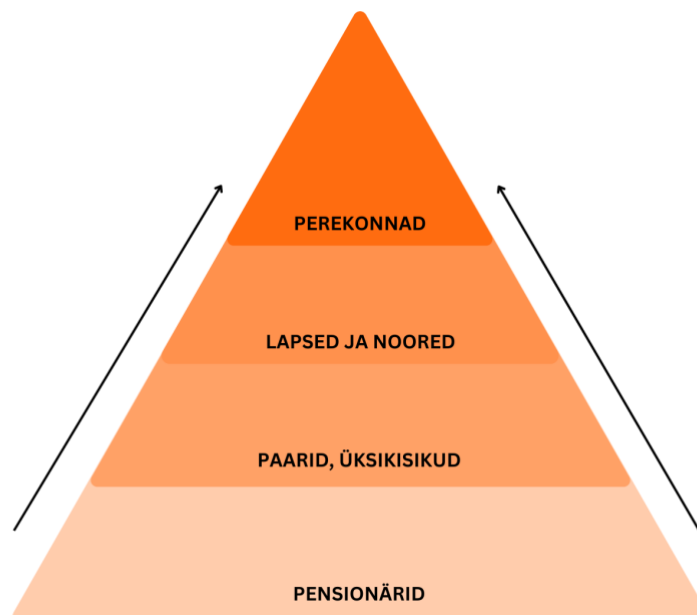 PEREKONNAD
LAPSED JA NOORED
PAARID, ÜKSIKISIKUD
PENSIONÄRID